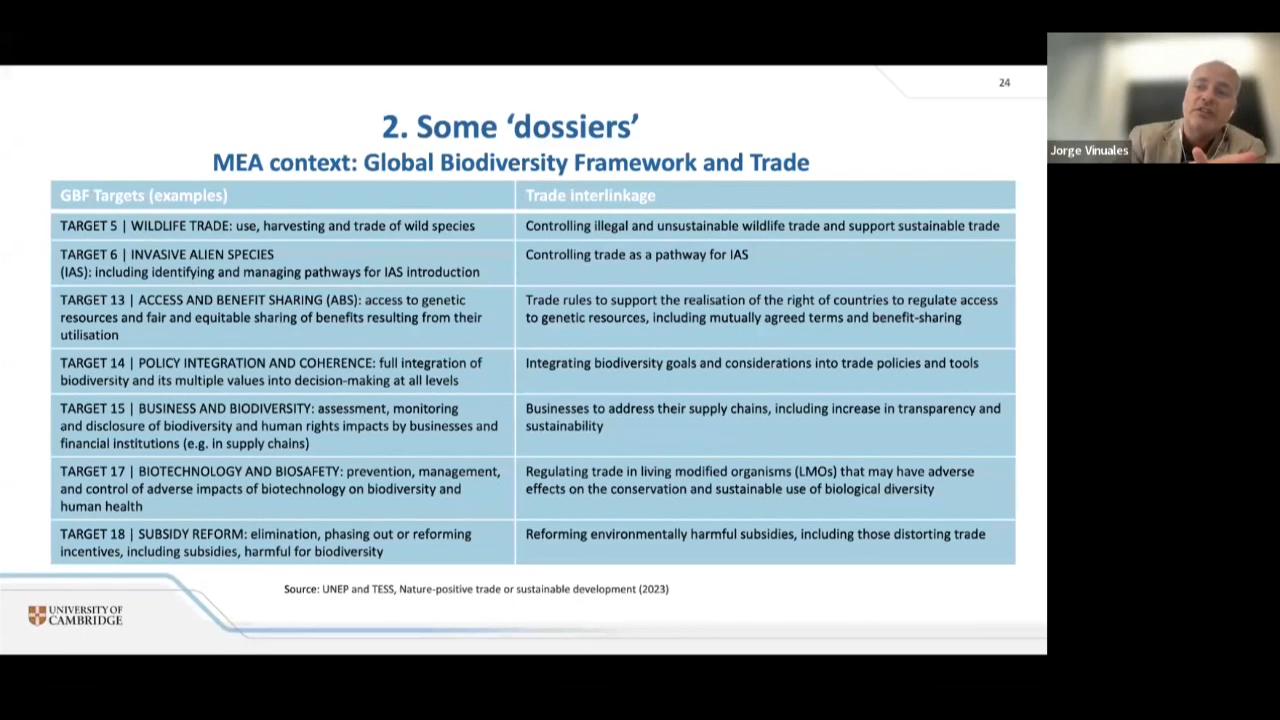 24
2. Some ‘dossiers’
MEA context: Global Biodiversity Framework and Trade
GBF Targets (examples)
Trade interlinkage
TARGET 5 | WILDLIFE TRADE: use, harvesting and trade of wild species
Controlling illegal and unsustainable wildlife trade and support sustainable trade
TARGET 6 | INVASIVE ALIEN SPECIES
(IAS): including identifying and managing pathways for IAS introduction
Controlling trade as a pathway for IAS
TARGET 13 | ACCESS AND BENEFIT SHARING (ABS): access to genetic
resources and fair and equitable sharing of benefits resulting from their
utilisation
Trade rules to support the realisation of the right of countries to regulate access
to genetic resources, including mutually agreed terms and benefit-sharing
TARGET 14 | POLICY INTEGRATION AND COHERENCE: full integration of
biodiversity and its multiple values into decision-making at all levels
Integrating biodiversity goals and considerations into trade policies and tools
TARGET 15 | BUSINESS AND BIODIVERSITY: assessment, monitoring
and disclosure of biodiversity and human rights impacts by businesses and
financial institutions (e.g. in supply chains)
Businesses to address their supply chains, including increase in transparency and
sustainability
TARGET 17 | BIOTECHNOLOGY AND BIOSAFETY: prevention, management,
and control of adverse impacts of biotechnology on biodiversity and
human health
Regulating trade in living modified organisms (LMOs) that may have adverse
effects on the conservation and sustainable use of biological diversity
TARGET 18 | SUBSIDY REFORM: elimination, phasing out or reforming
incentives, including subsidies, harmful for biodiversity
Reforming environmentally harmful subsidies, including those distorting trade
Source: UNEP and TESS, Nature-positive trade or sustainable development (2023)
UNIVERSITY OF
CAMBRIDGE
Jorge Vinuales